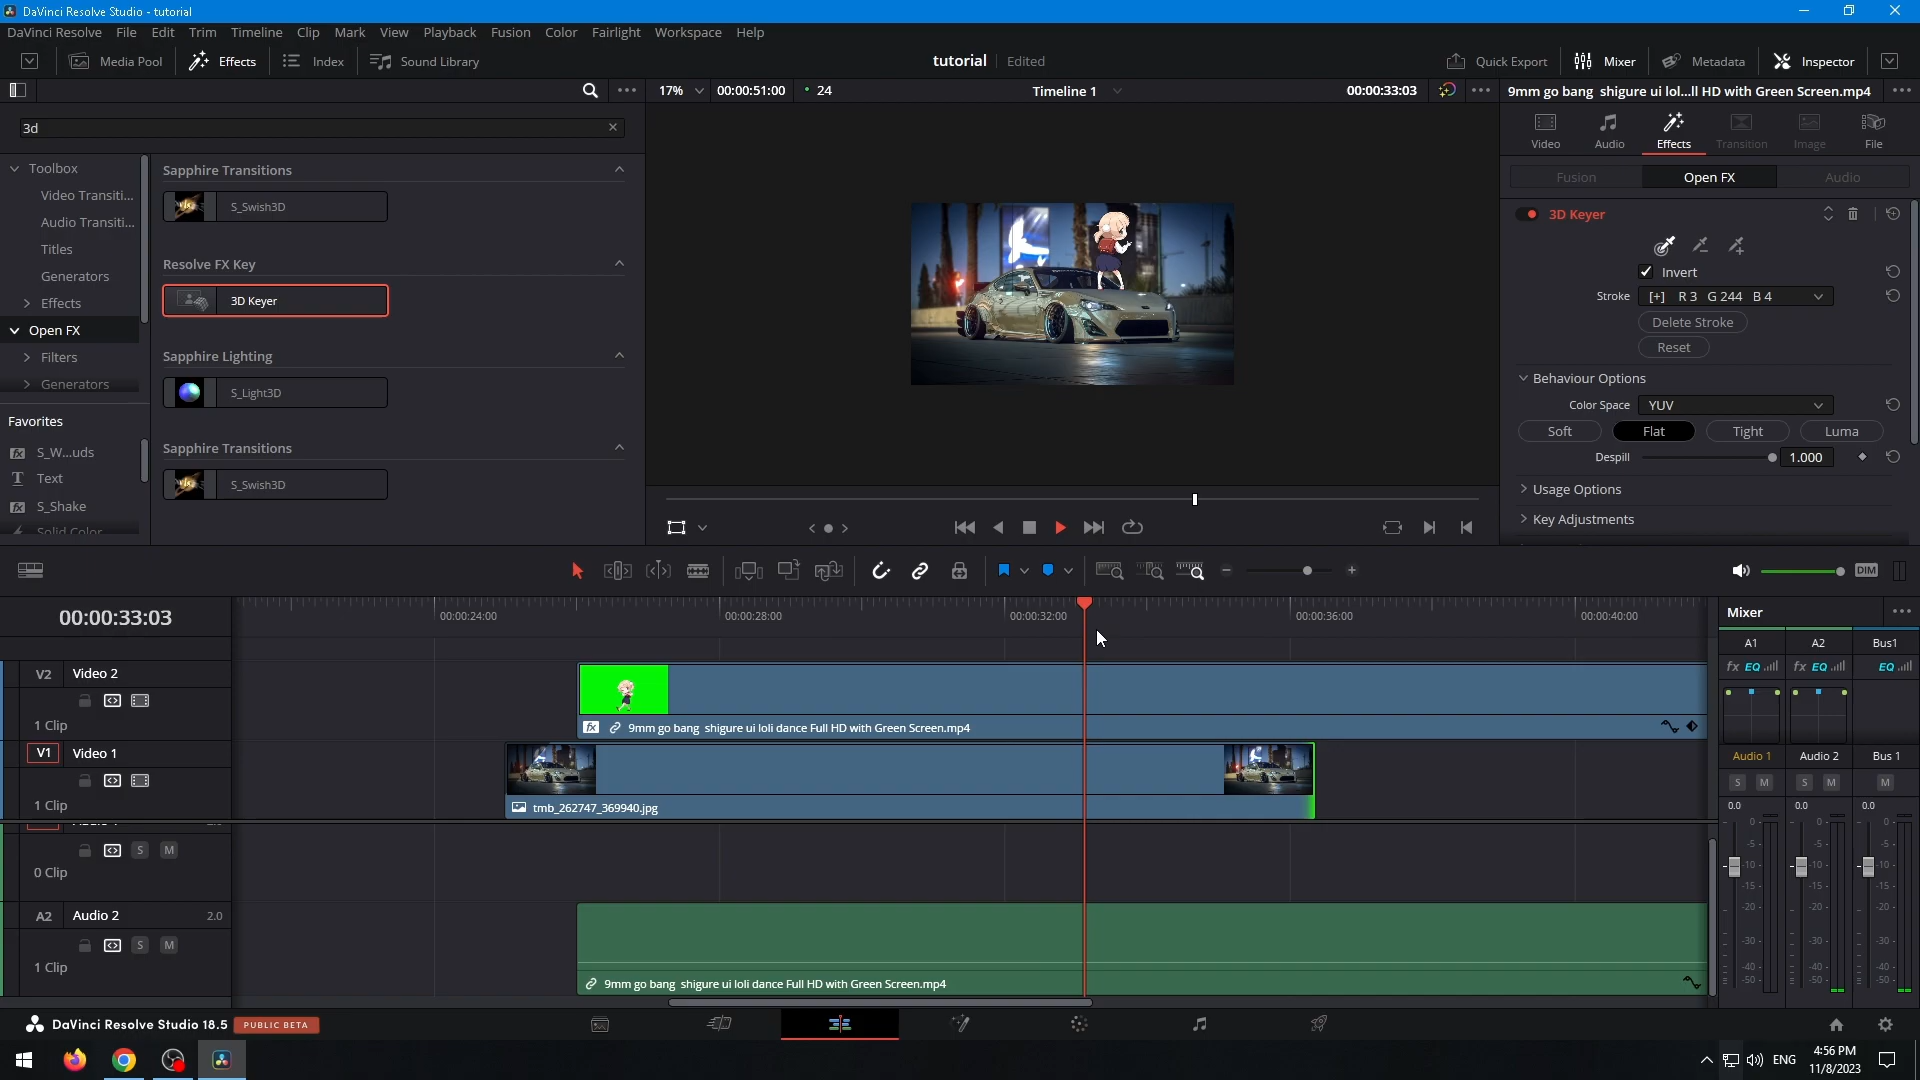 DaVinci Resolve Studio - tutorial
DaVinci Resolve File Edit Trim Timeline Clip Mark View Playback Fusion Color Fairlight Workspace Help
Media Pool Effects Index Sound Library tutorial Edited Quick Export Mixer Metadata Inspector
17% 00:00:51:00 24 Timeline 1 00:00:33:03 9mm go bang shigure ui lol...ll HD with Green Screen.mp4
3d
Video Audio Effects Transition Image File
Fusion Open FX Audio
Toolbox
Video Transiti...
Audio Transiti...
Titles
Generators
Effects
Open FX
Filters
Generators
Favorites
S_W...uds
Text
S_Shake
Solid Color
Sapphire Transitions
S_Swish3D
Resolve FX Key
3D Keyer
Sapphire Lighting
S_Light3D
Sapphire Transitions
S_Swish3D
3D Keyer
Invert
Stroke [+] R 3 G 244 B 4
Delete Stroke
Reset
Behaviour Options
Color Space YUV
Soft Flat Tight Luma
Despill 1.000
Usage Options
Key Adjustments
DIM
00:00:33:03
00:00:24:00 00:00:28:00 00:00:32:00 00:00:36:00 00:00:40:00
V2 Video 2
1 Clip
fx 9mm go bang shigure ui loli dance Full HD with Green Screen.mp4
V1 Video 1
1 Clip
tmb_262747_369940.jpg
S M
0 Clip
A2 Audio 2 2.0
S M
1 Clip
9mm go bang shigure ui loli dance Full HD with Green Screen.mp4
Mixer
A1 A2 Bus1
fx EQ fx EQ EQ
Audio 1 Audio 2 Bus 1
S M S M M
0.0 0.0 0.0
0 0 0
-5 -5 -5
-10 -10 -10
-15 -15 -15
-20 -20 -20
-30 -30 -30
-40 -40 -40
-50 -50 -50
DaVinci Resolve Studio 18.5 PUBLIC BETA
ENG
4:56 PM
11/8/2023